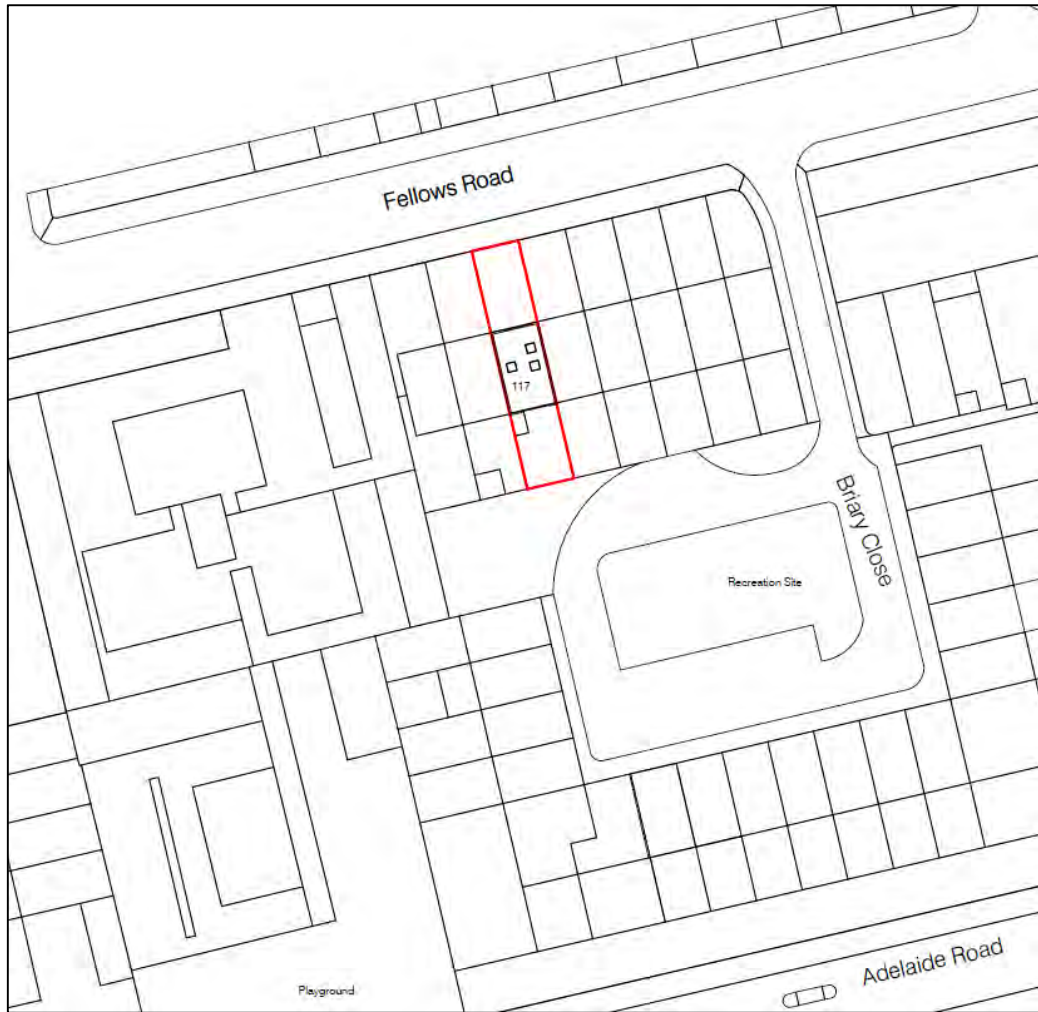 Fellows Road
117
Briary Close
Recreation Site
Adelaide Road
Playground